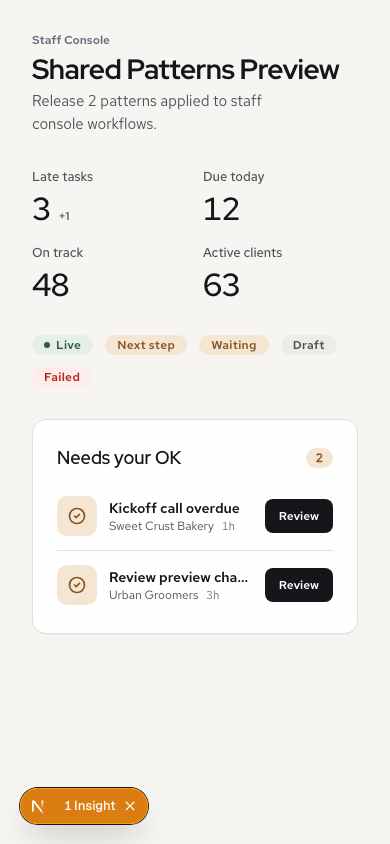 Staff Console
Shared Patterns Preview
Release 2 patterns applied to staff
console workflows.
Late tasks
3 +1
Due today
12
On track
48
Active clients
63
Live
Next step
Waiting
Draft
Failed
Needs your OK
2
Kickoff call overdue
Sweet Crust Bakery 1h
Review
Review preview cha...
Urban Groomers 3h
Review
N 1 Insight